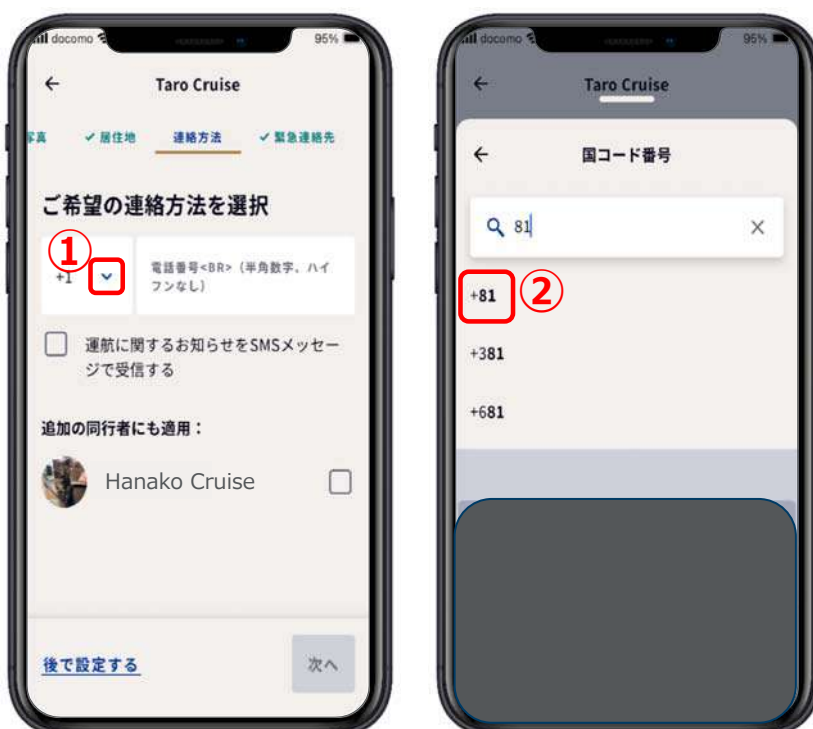 docomo
95%
Taro Cruise
写真
居住地
連絡方法
緊急連絡先
ご希望の連絡方法を選択
①
+1
電話番号<BR>(半角数字、ハイ
フンなし)
運航に関するお知らせをSMSメッセー
ジで受信する
追加の同行者にも適用:
Hanako Cruise
後で設定する
次へ
docomo
95%
Taro Cruise
国コード番号
81
+81
②
+381
+681